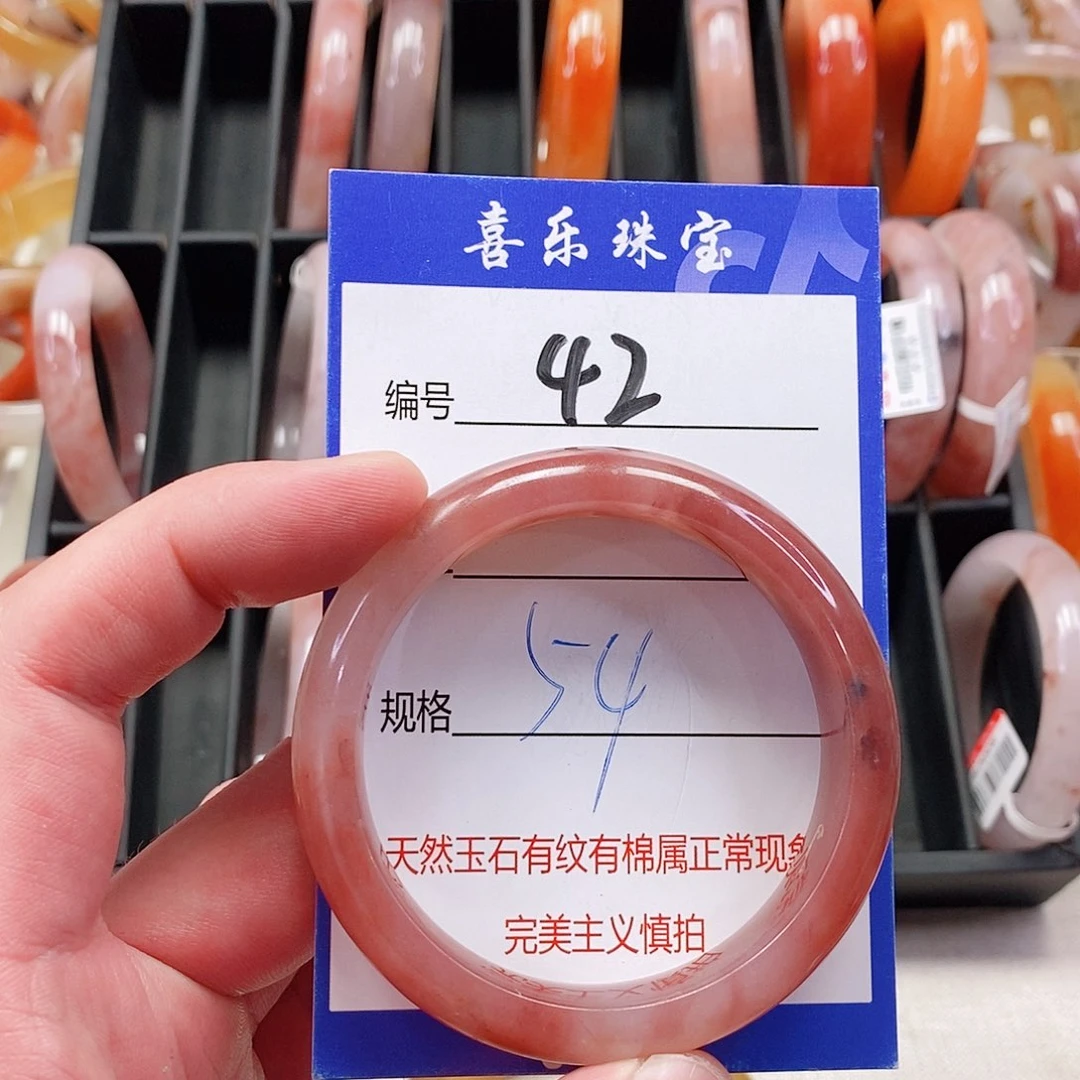 喜乐珠宝
编号 42
规格 54
天然玉石有纹有棉属正常现象
完美主义慎拍